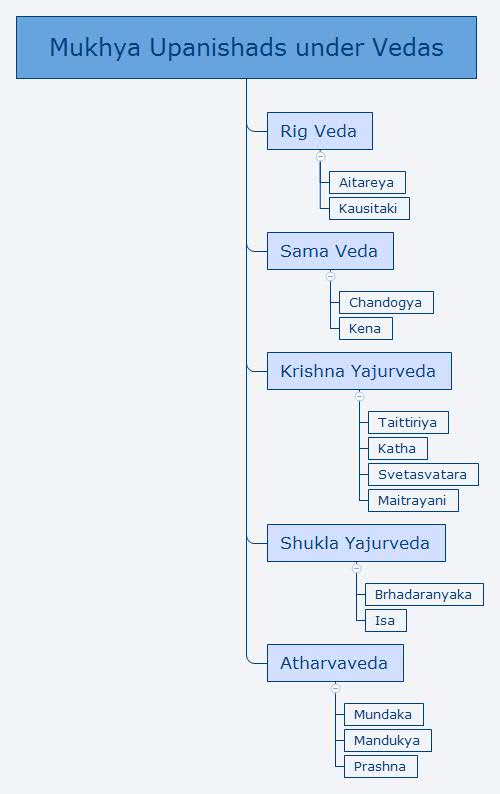 Mukhya Upanishads under Vedas
Rig Veda
Aitareya
Kausitaki
Sama Veda
Chandogya
Kena
Krishna Yajurveda
Taittiriya
Katha
Svetasvatara
Maitrayani
Shukla Yajurveda
Brhadaranyaka
Isa
Atharvaveda
Mundaka
Mandukya
Prashna